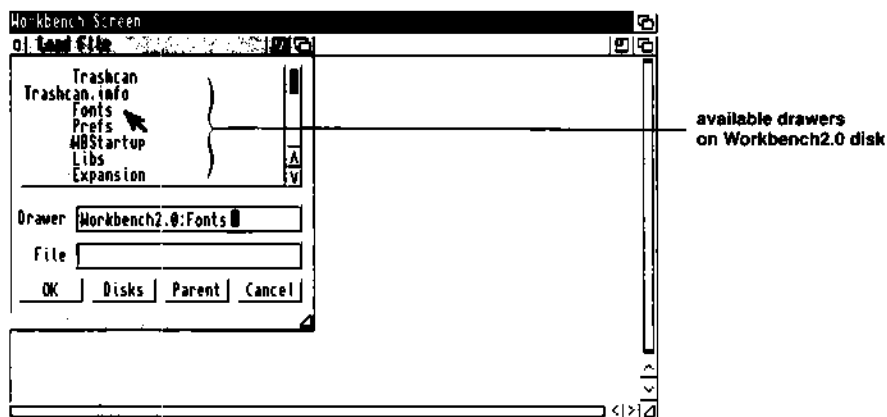 Workbench Screen
Load File
Trashcan
Trashcan.info
Fonts
Prefs
WBStartup
Libs
Expansion
available drawers
on Workbench2.0 disk
Drawer Workbench2.0:Fonts
File
OK Disks Parent Cancel